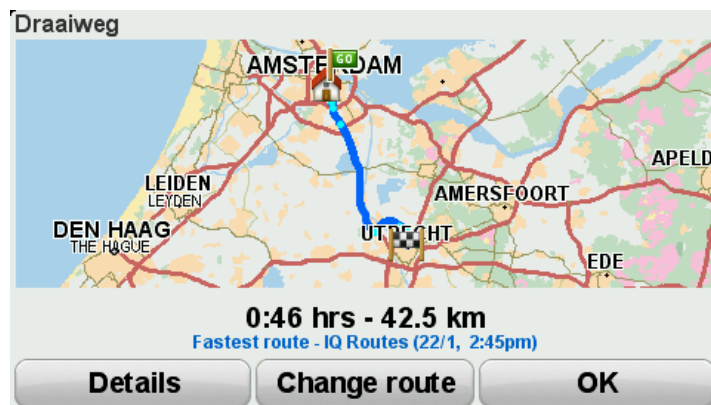 Draaiweg
GO
AMSTERDAM
APELD
LEIDEN
LEYDEN
AMERSFOORT
DEN HAAG
THE HAGUE
UTRECHT
EDE
0:46 hrs - 42.5 km
Fastest route - IQ Routes (22/1, 2:45pm)
Details Change route OK